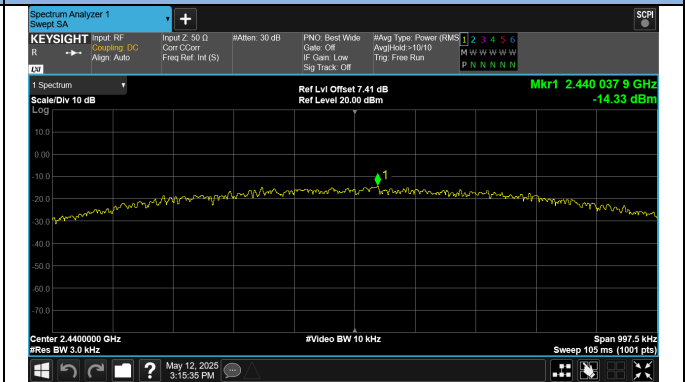 Spectrum Analyzer 1
Swept SA
+
SCPI
KEYSIGHT
R
LXI
Input: RF
Coupling: DC
Align: Auto
Input Z: 50 Ω
Corr CCorr
Freq Ref: Int (S)
#Atten: 30 dB
PNO: Best Wide
Gate: Off
IF Gain: Low
Sig Track: Off
#Avg Type: Power (RMS
Avg|Hold:>10/10
Trig: Free Run
1 2 3 4 5 6
M W W W W W
P N N N N N
1 Spectrum
Scale/Div 10 dB
Log
Ref Lvl Offset 7.41 dB
Ref Level 20.00 dBm
Mkr1 2.440 037 9 GHz
-14.33 dBm
10.0
0.00
-10.0
-20.0
-30.0
-40.0
-50.0
-60.0
-70.0
1
Center 2.4400000 GHz
#Res BW 3.0 kHz
#Video BW 10 kHz
Span 997.5 kHz
Sweep 105 ms (1001 pts)
?
May 12, 2025
3:15:35 PM